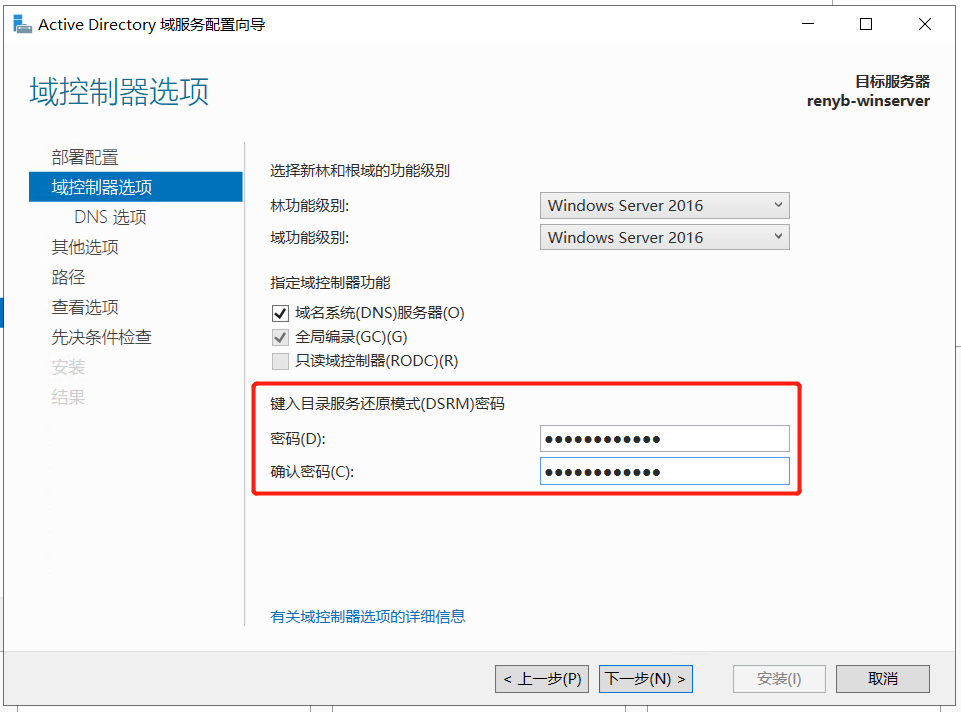 Active Directory 域服务配置向导
域控制器选项
目标服务器
renyb-winserver
部署配置
域控制器选项
DNS 选项
其他选项
路径
查看选项
先决条件检查
安装
结果
选择新林和根域的功能级别
林功能级别:
Windows Server 2016
域功能级别:
Windows Server 2016
指定域控制器功能
域名系统(DNS)服务器(O)
全局编录(GC)(G)
只读域控制器(RODC)(R)
键入目录服务还原模式(DSRM)密码
密码(D):
●●●●●●●●●●●●
确认密码(C):
●●●●●●●●●●●●
有关域控制器选项的详细信息
< 上一步(P)
下一步(N) >
安装(I)
取消